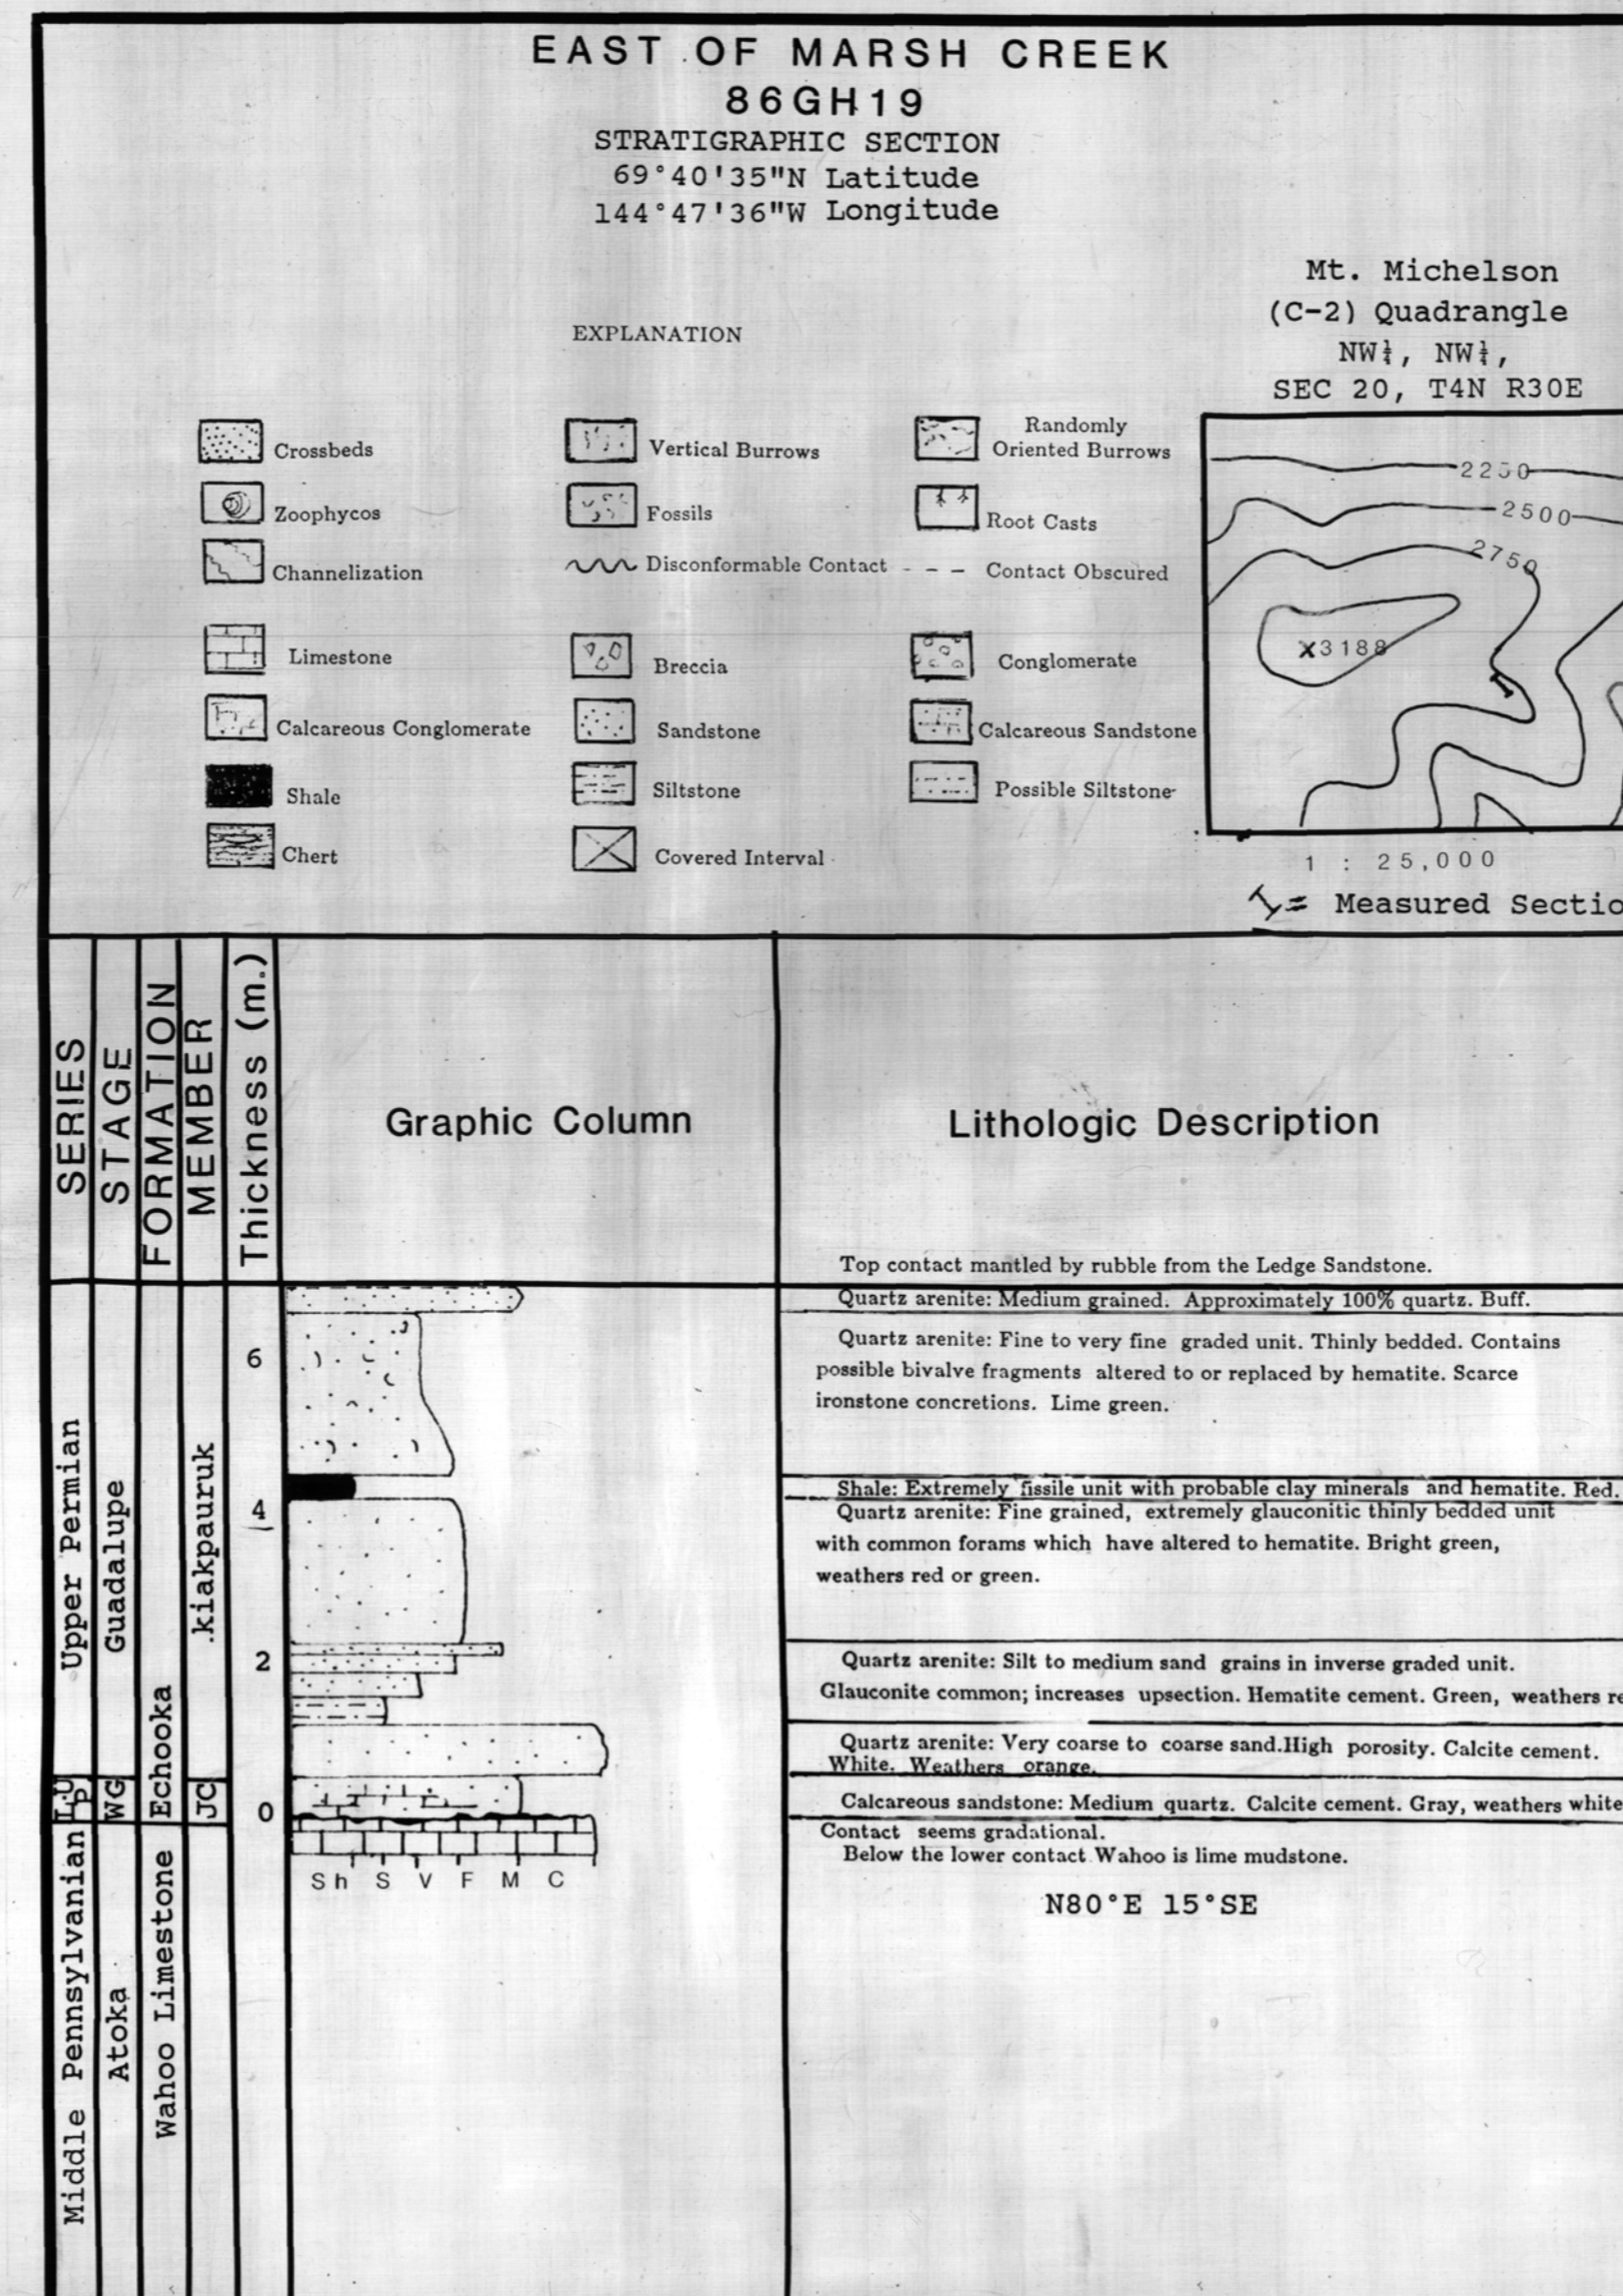 EAST OF MARSH CREEK
86GH19
STRATIGRAPHIC SECTION
69°40'35"N Latitude
144°47'36"W Longitude
Mt. Michelson
(C-2) Quadrangle
NW¼, NW¼,
SEC 20, T4N R30E
EXPLANATION
Crossbeds
Vertical Burrows
Randomly
Oriented Burrows
Zoophycos
Fossils
Root Casts
Channelization
Disconformable Contact
Contact Obscured
Limestone
Breccia
Conglomerate
Calcareous Conglomerate
Sandstone
Calcareous Sandstone
Shale
Siltstone
Possible Siltstone
Chert
Covered Interval
2250
2500
2750
X3188
1 : 25,000
= Measured Sectio
SERIES
STAGE
FORMATION
MEMBER
Thickness (m.)
Graphic Column
Lithologic Description
Top contact mantled by rubble from the Ledge Sandstone.
Quartz arenite: Medium grained. Approximately 100% quartz. Buff.
Quartz arenite: Fine to very fine graded unit. Thinly bedded. Contains
possible bivalve fragments altered to or replaced by hematite. Scarce
ironstone concretions. Lime green.
Shale: Extremely fissile unit with probable clay minerals and hematite. Red.
Quartz arenite: Fine grained, extremely glauconitic thinly bedded unit
with common forams which have altered to hematite. Bright green,
weathers red or green.
Quartz arenite: Silt to medium sand grains in inverse graded unit.
Glauconite common; increases upsection. Hematite cement. Green, weathers re
Quartz arenite: Very coarse to coarse sand.High porosity. Calcite cement.
White. Weathers orange.
Calcareous sandstone: Medium quartz. Calcite cement. Gray, weathers white
Contact seems gradational.
Below the lower contact Wahoo is lime mudstone.
N80°E 15°SE
Upper Permian
Guadalupe
Echooka
.kiakpauruk
6
4
2
0
WG
JC
Middle Pennsylvanian
Atoka
Wahoo Limestone
Sh S V F M C